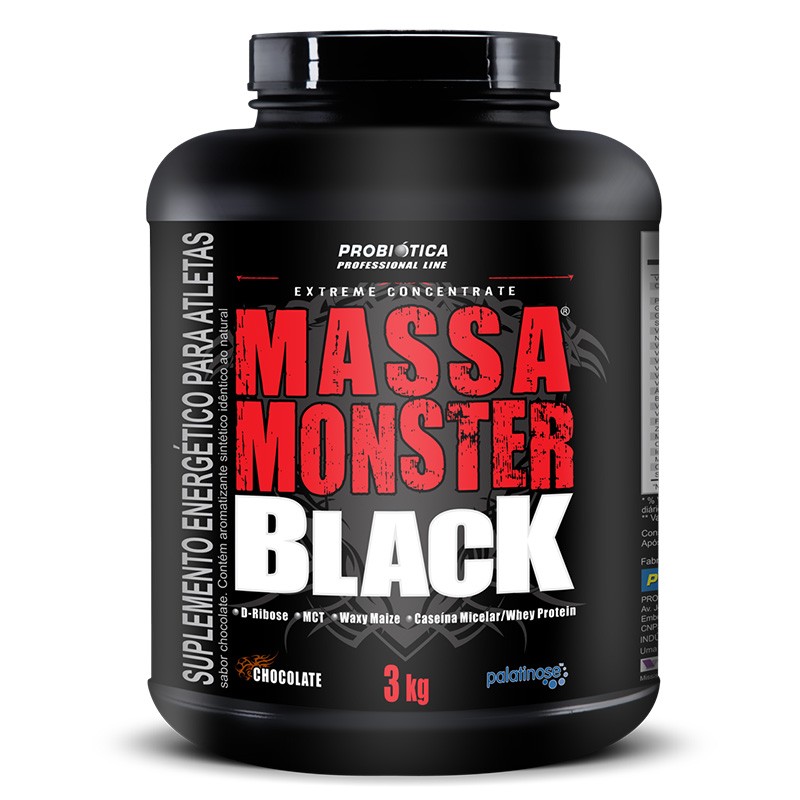 PROBIÓTICA
PROFESSIONAL LINE
EXTREME CONCENTRATE
MASSA®
MONSTER
BLACK
• D-Ribose • MCT • Waxy Maize • Caseína Micelar/Whey Protein
CHOCOLATE
3 kg
palatinose
SUPLEMENTO ENERGÉTICO PARA ATLETAS
sabor chocolate. Contém aromatizante sintético idêntico ao natural